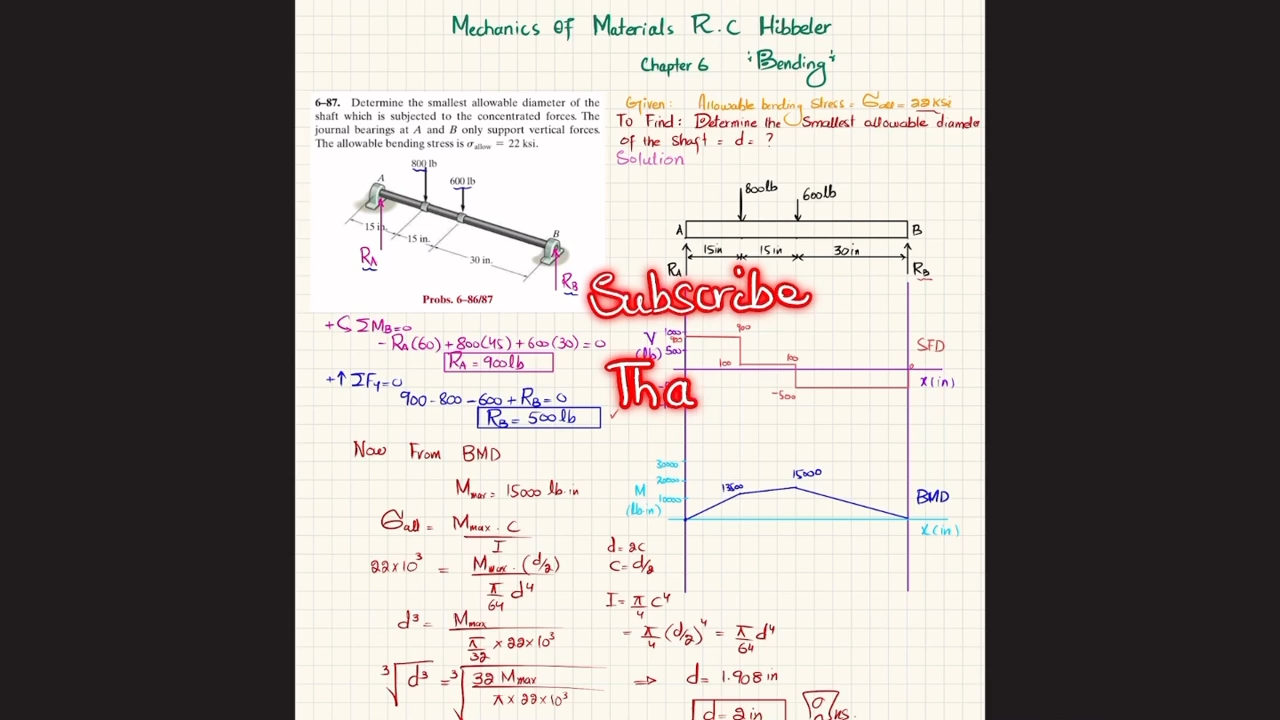 Mechanics of Materials R.C Hibbeler
Chapter 6 "Bending"
6–87. Determine the smallest allowable diameter of the
shaft which is subjected to the concentrated forces. The
journal bearings at A and B only support vertical forces.
The allowable bending stress is σallow = 22 ksi.
800 lb
600 lb
A
15 in.
15 in.
B
30 in.
RA
RB
Probs. 6–86/87
Given: Allowable bending stress = σall = 22 ksi
To Find: Determine the smallest allowable diameter
of the shaft = d = ?
Solution
800lb
600lb
A
B
15in
15in
30in
RA
RB
Subscribe
Tha
+ΣMB=0
- RA(60) + 800(45) + 600(30) = 0
RA = 900lb
+↑ΣFy=0
900 - 800 - 600 + RB = 0
RB = 500lb
V
(lb)
1000
900
500
900
100
100
-500
0
SFD
x(in)
Now From BMD
Mmax = 15000 lb·in
M
(lb·in)
30000
20000
10000
13500
15000
BMD
x(in)
σall = Mmax · C
I
22×10³ = Mmax · (d/2)
π/64 d⁴
d = 2c
C = d/2
I = π/4 C⁴
= π/4 (d/2)⁴ = π/64 d⁴
d³ = Mmax
π/32 × 22×10³
³√d³ = ³√32 Mmax
π × 22×10³
⇒ d = 1.908 in
d = 2in